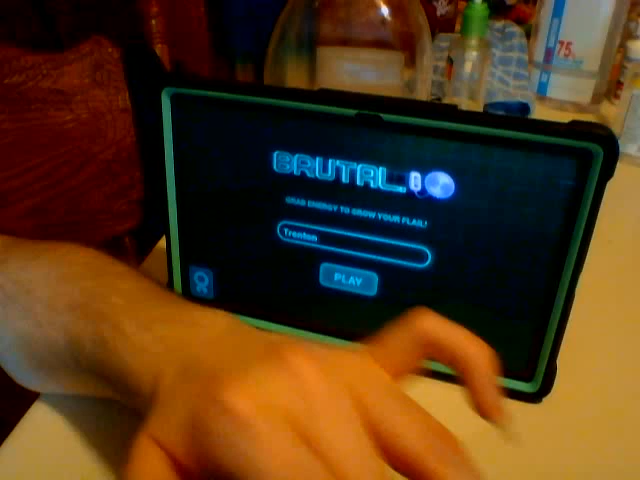 75
BRUTAL.IO
GRAB ENERGY TO GROW YOUR FLAIL!
Trenton
PLAY